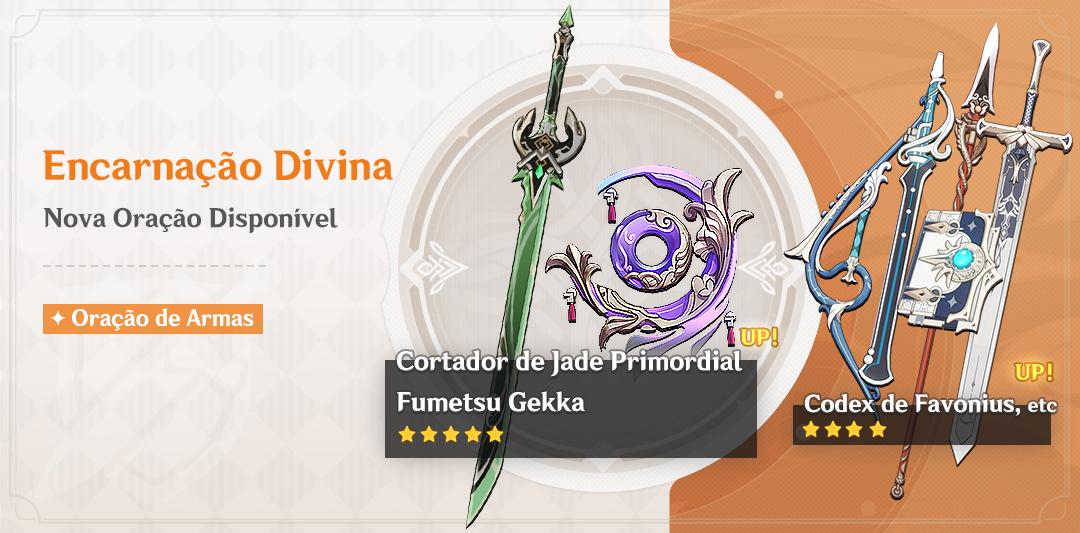 Encarnação Divina
Nova Oração Disponível
✦ Oração de Armas
UP!
Cortador de Jade Primordial
Fumetsu Gekka
UP!
Codex de Favonius, etc